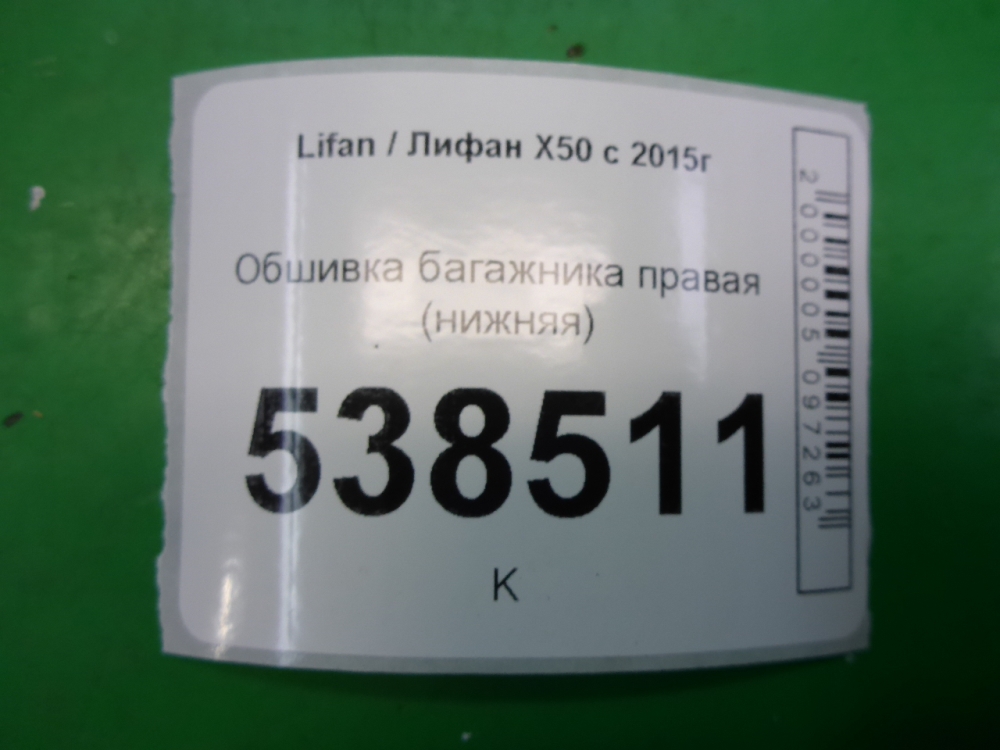 Lifan / Лифан X50 с 2015г
Обшивка багажника правая
(нижняя)
538511
К
2000005097263